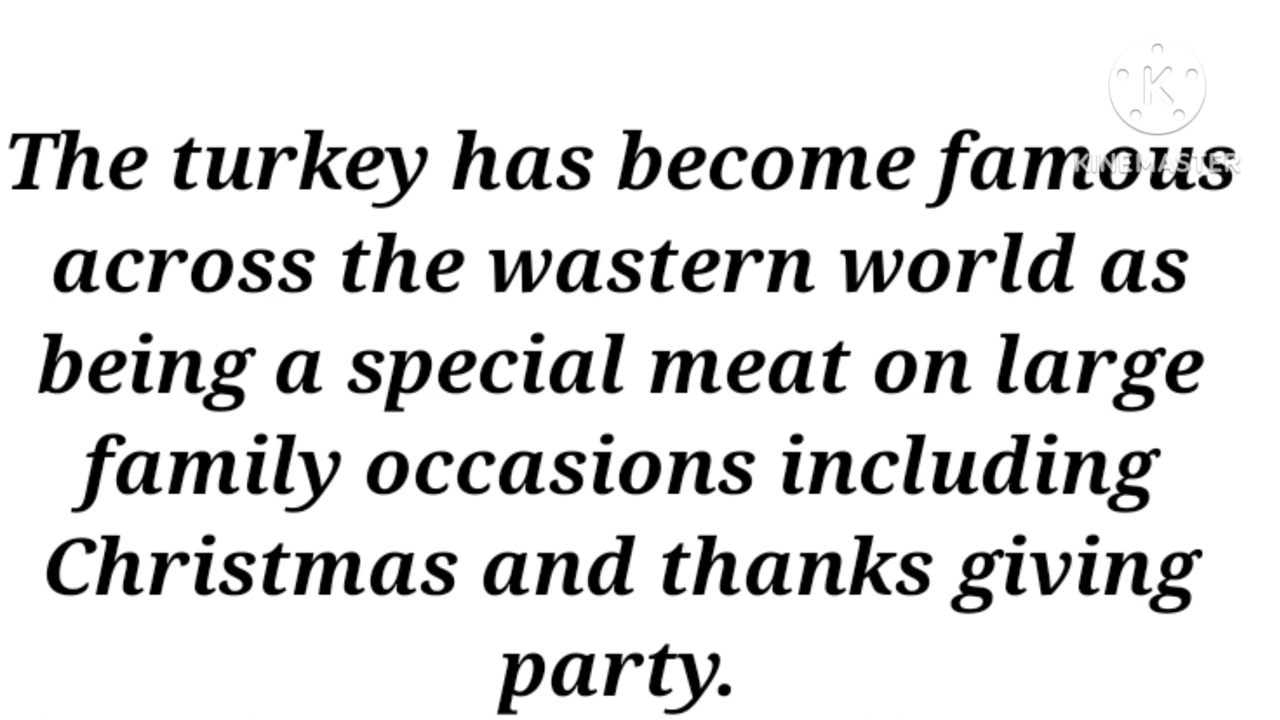 K
KINEMASTER
The turkey has become famous
across the wastern world as
being a special meat on large
family occasions including
Christmas and thanks giving
party.